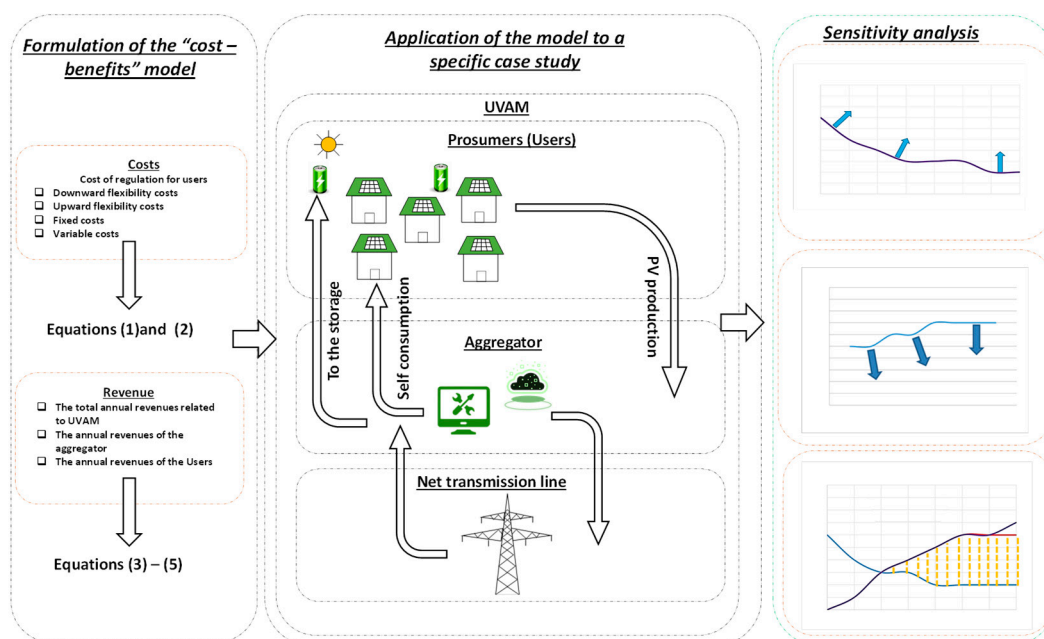 Formulation of the “cost –
benefits” model
Costs
Cost of regulation for users
Downward flexibility costs
Upward flexibility costs
Fixed costs
Variable costs
Equations (1)and (2)
Revenue
The total annual revenues related
to UVAM
The annual revenues of the
aggregator
The annual revenues of the Users
Equations (3) – (5)
Application of the model to a
specific case study
UVAM
Prosumers (Users)
To the storage
Self consumption
PV production
Aggregator
Net transmission line
Sensitivity analysis